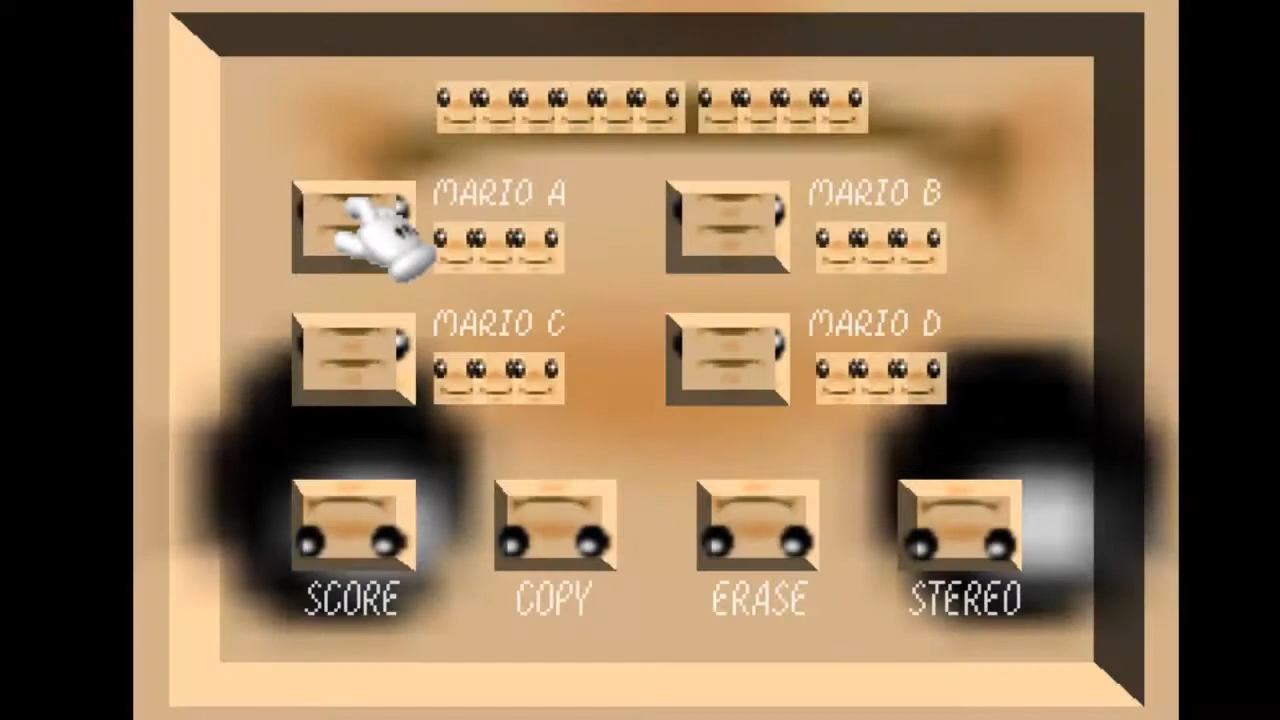 MARIO A
MARIO B
MARIO C
MARIO D
SCORE
COPY
ERASE
STEREO